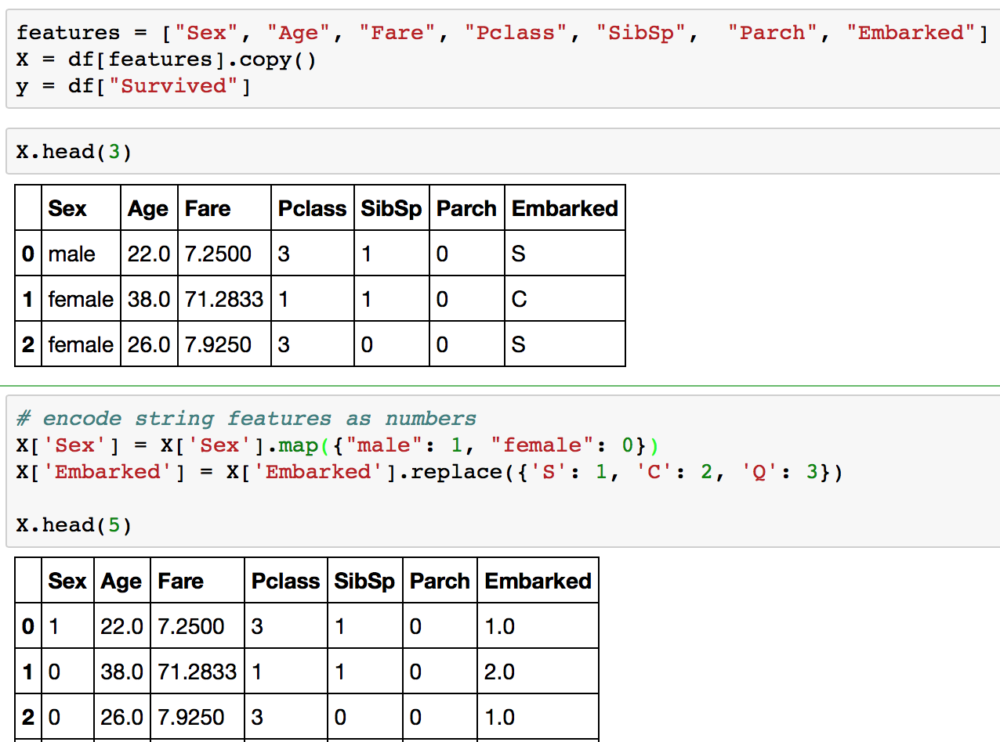 features = ["Sex", "Age", "Fare", "Pclass", "SibSp",  "Parch", "Embarked"]
X = df[features].copy()
y = df["Survived"]
X.head(3)
Sex Age Fare Pclass SibSp Parch Embarked
0 male 22.0 7.2500 3 1 0 S
1 female 38.0 71.2833 1 1 0 C
2 female 26.0 7.9250 3 0 0 S
# encode string features as numbers
X['Sex'] = X['Sex'].map({"male": 1, "female": 0})
X['Embarked'] = X['Embarked'].replace({'S': 1, 'C': 2, 'Q': 3})
X.head(5)
Sex Age Fare Pclass SibSp Parch Embarked
0 1 22.0 7.2500 3 1 0 1.0
1 0 38.0 71.2833 1 1 0 2.0
2 0 26.0 7.9250 3 0 0 1.0